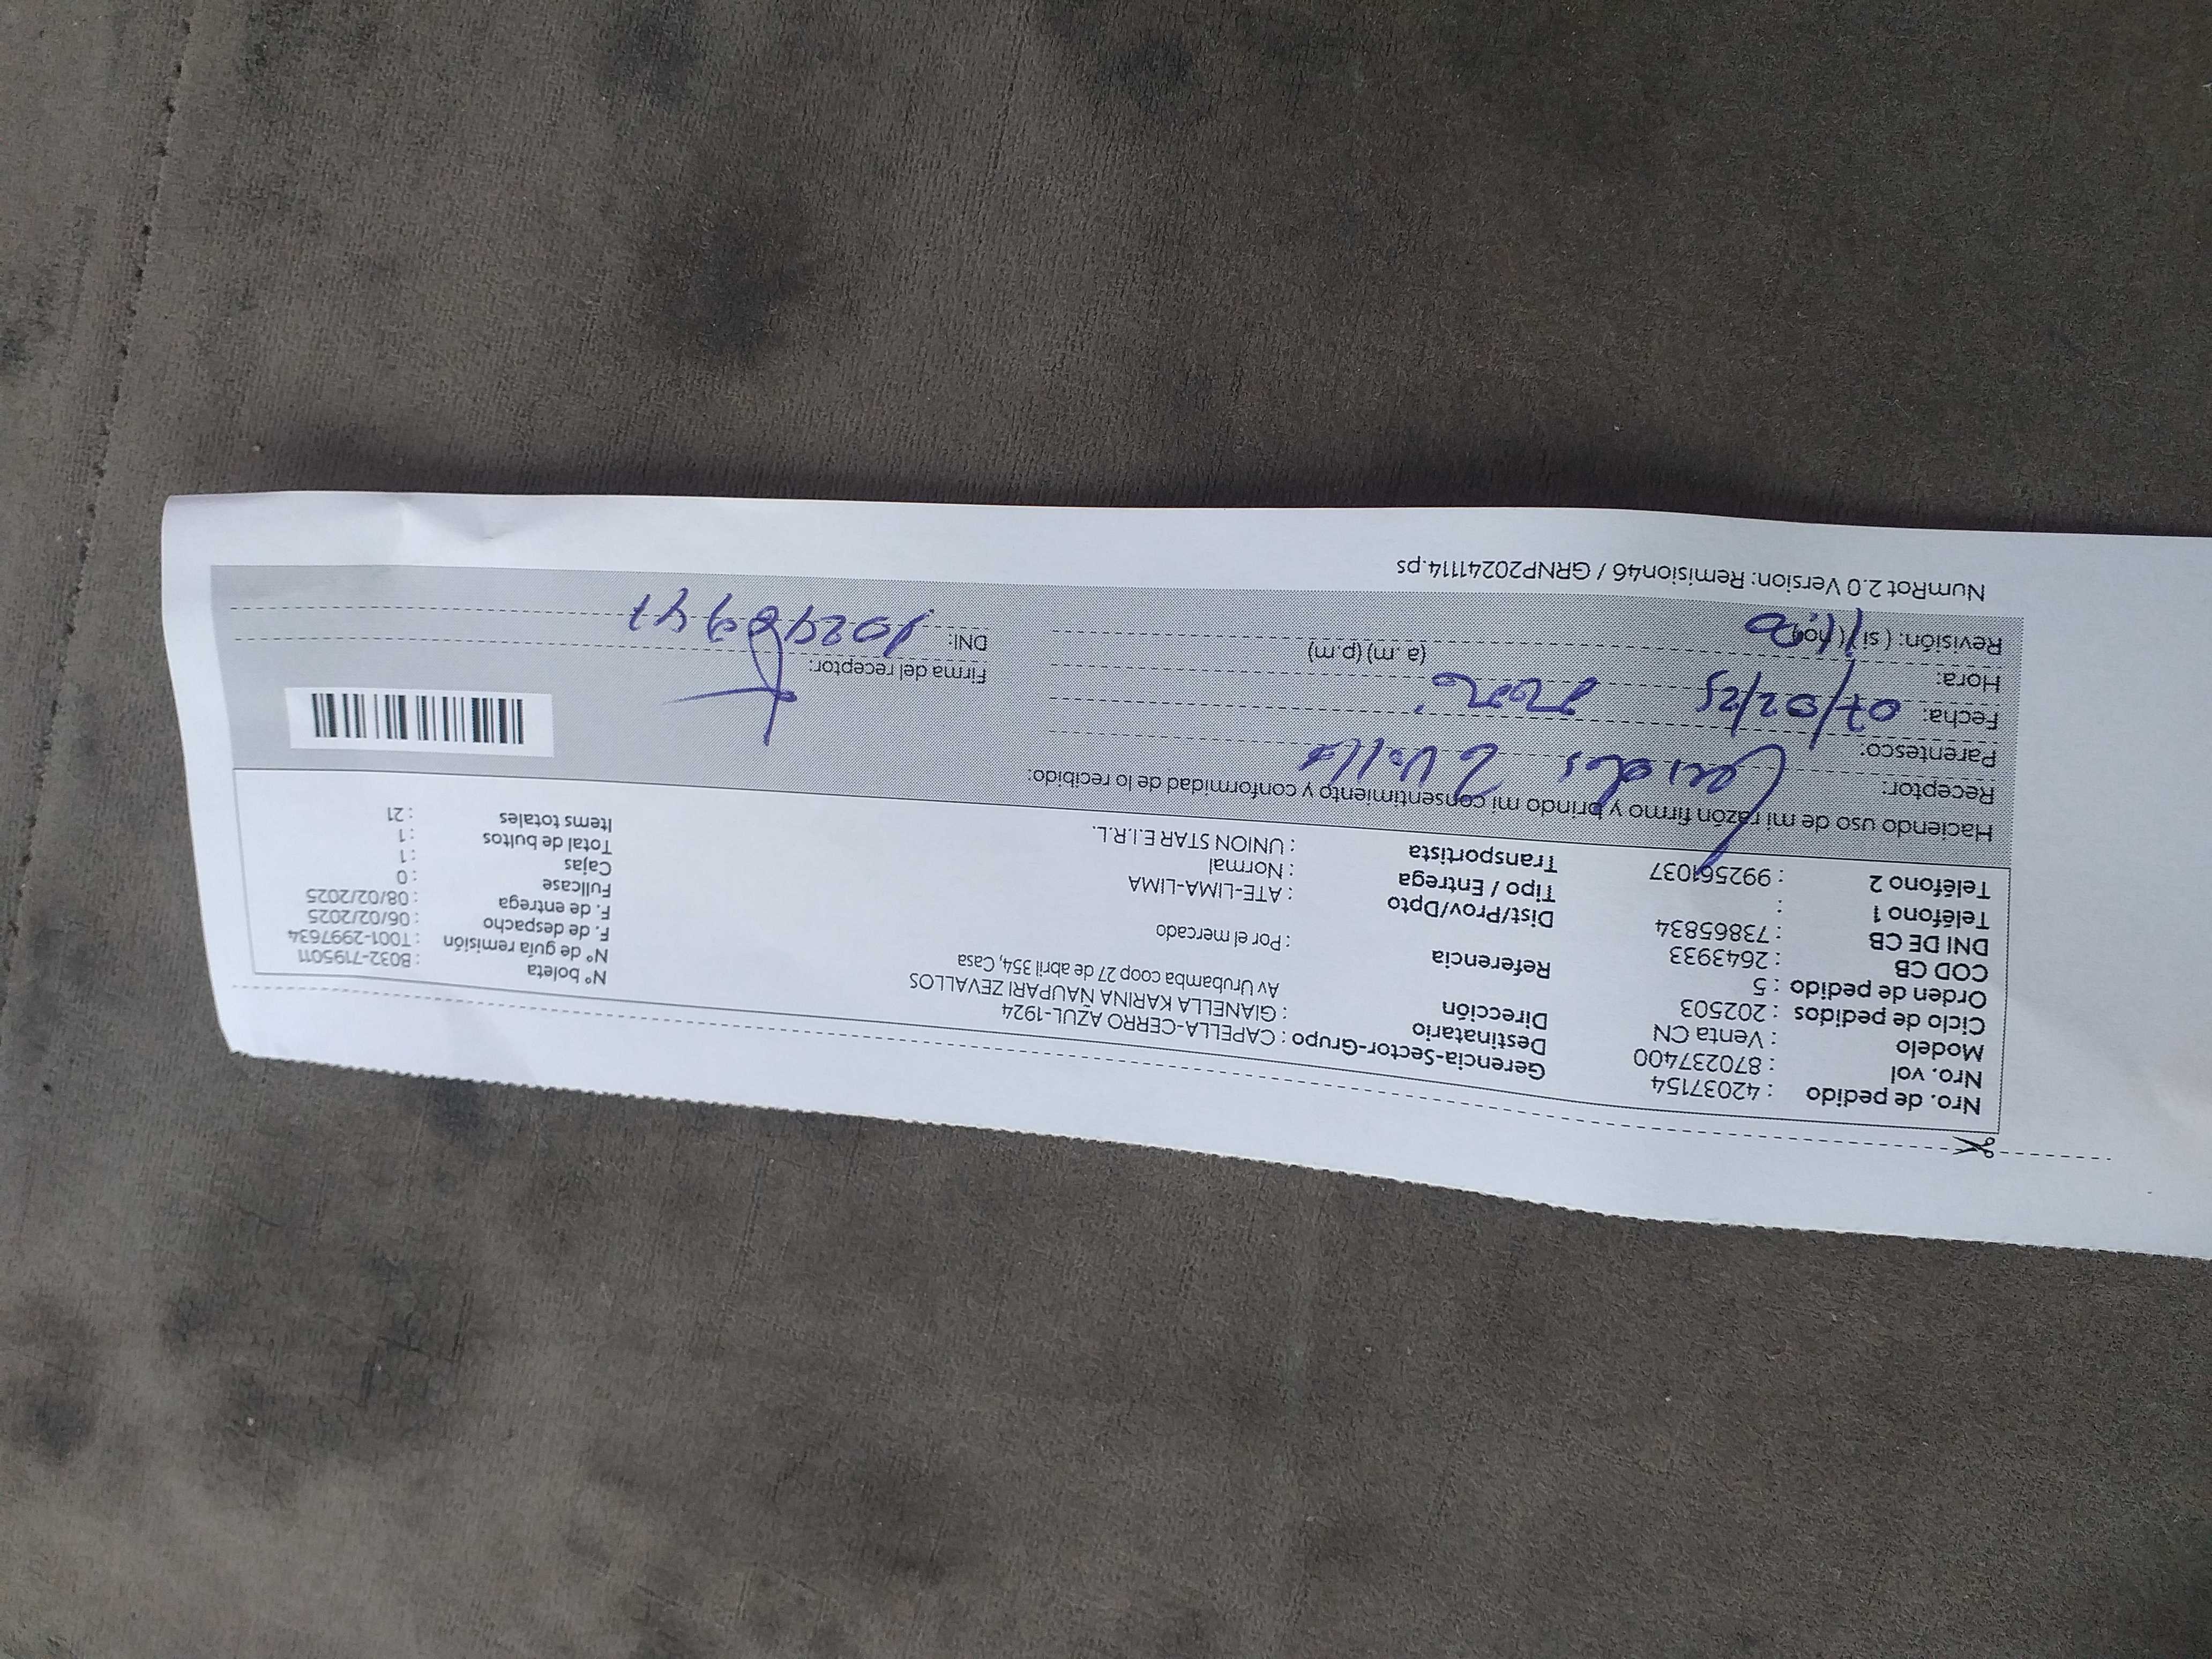 Nro. de pedido : 42037154
Nro. vol : 870237400
Modelo : Venta CN
Ciclo de pedidos : 202503
Orden de pedido : 5
COD CB : 2643933
DNI DE CB : 73865834
Teléfono 1 :
Teléfono 2 : 992561037
Gerencia-Sector-Grupo : CAPELLA-CERRO AZUL-1924
Destinatario : GIANELLA KARINA ÑAUPARI ZEVALLOS
Dirección Av Urubamba coop 27 de abril 354, Casa
Referencia : Por el mercado
Dist/Prov/Dpto : ATE-LIMA-LIMA
Tipo / Entrega : Normal
Transportista : UNION STAR E.I.R.L.
N° boleta : B032-7195011
N° de guía remisión : T001-2997634
F. de despacho : 06/02/2025
F. de entrega : 08/02/2025
Fullcase : 0
Cajas : 1
Total de bultos : 1
Items totales : 21
Haciendo uso de mi razón firmo y brindo mi consentimiento y conformidad de lo recibido:
Receptor:
Parentesco:
Fecha: 07/02/25
Hora: (a.m) (p.m)
Revisión: ( si ) ( no )
Firma del receptor:
DNI:
NumRot 2.0 Version: Remision46 / GRNP20241114.ps